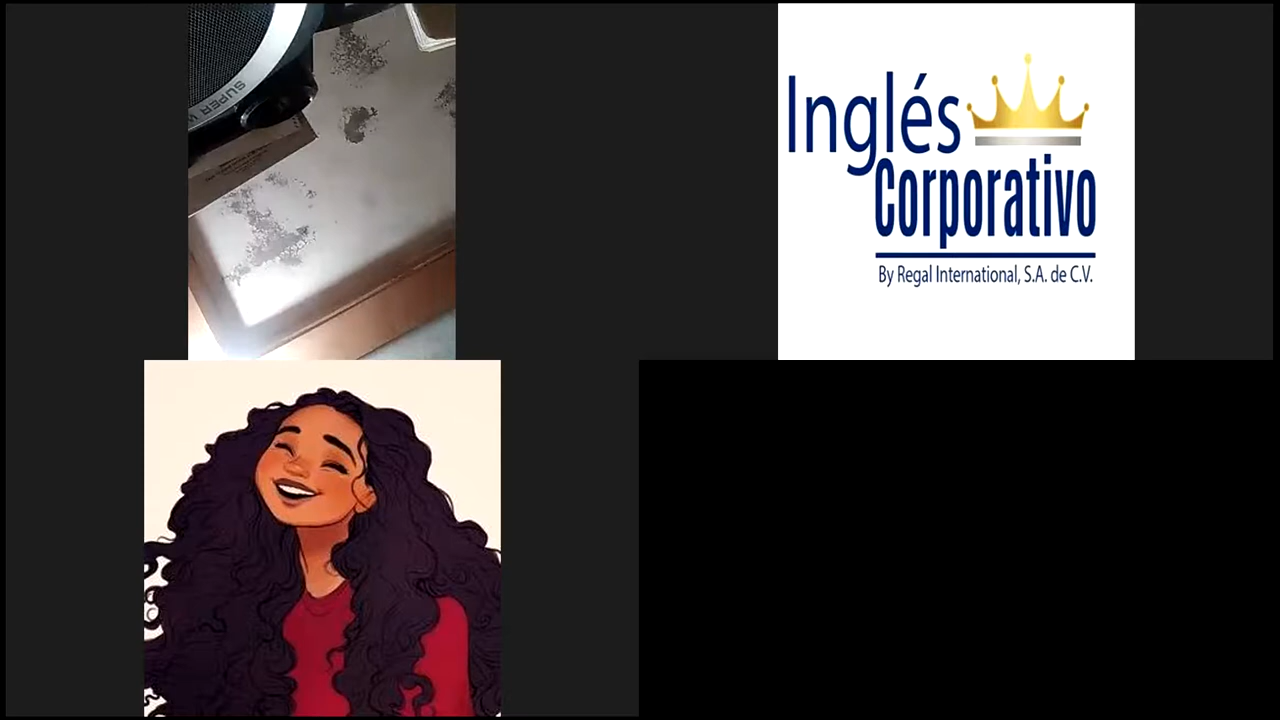 SUPER
Inglés
Corporativo
By Regal International, S.A. de C.V.